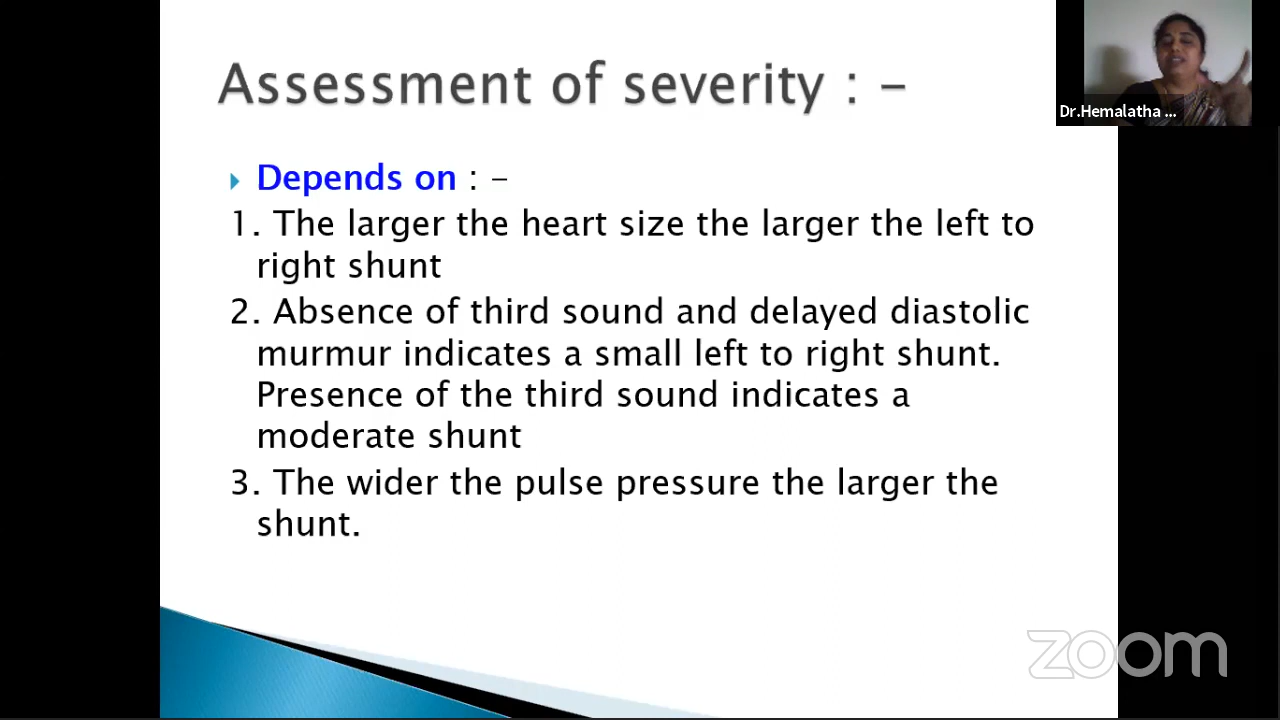 Assessment of severity : -
Depends on : -
1. The larger the heart size the larger the left to
right shunt
2. Absence of third sound and delayed diastolic
murmur indicates a small left to right shunt.
Presence of the third sound indicates a
moderate shunt
3. The wider the pulse pressure the larger the
shunt.
Dr.Hemalatha ...
zoom